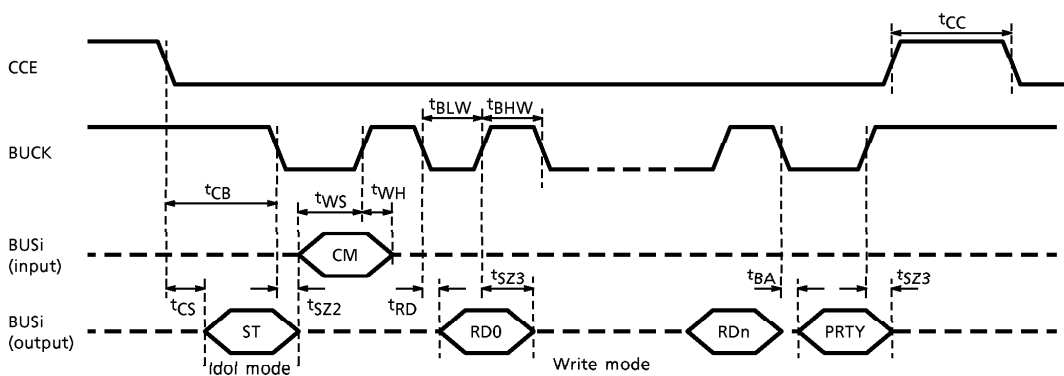 tCC
CCE
tBLW
tBHW
BUCK
tCB
tWS
tWH
BUSi
(input)
CM
tCS
tSZ2
tRD
tSZ3
tBA
tSZ3
BUSi
(output)
ST
RD0
RDn
PRTY
Idol mode
Write mode